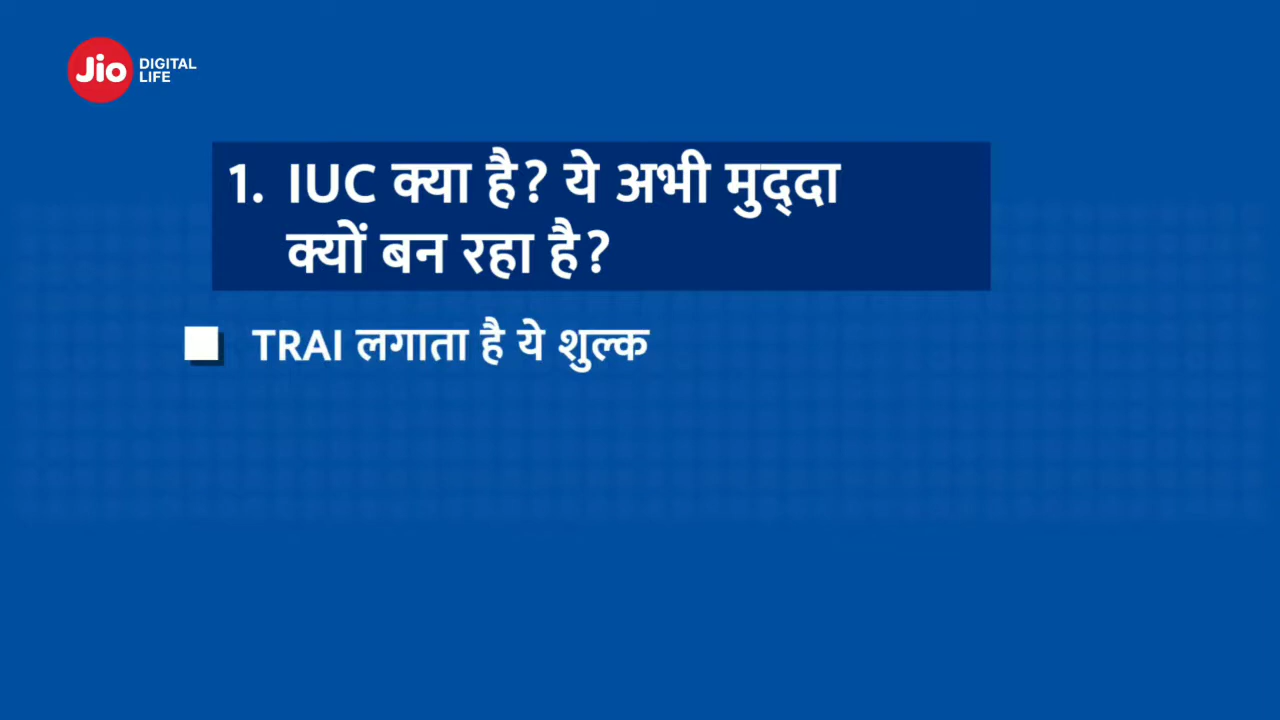 Jio DIGITAL
LIFE
1. IUC क्या है? ये अभी मुद्‌दा
क्यों बन रहा है?
TRAI लगाता है ये शुल्क